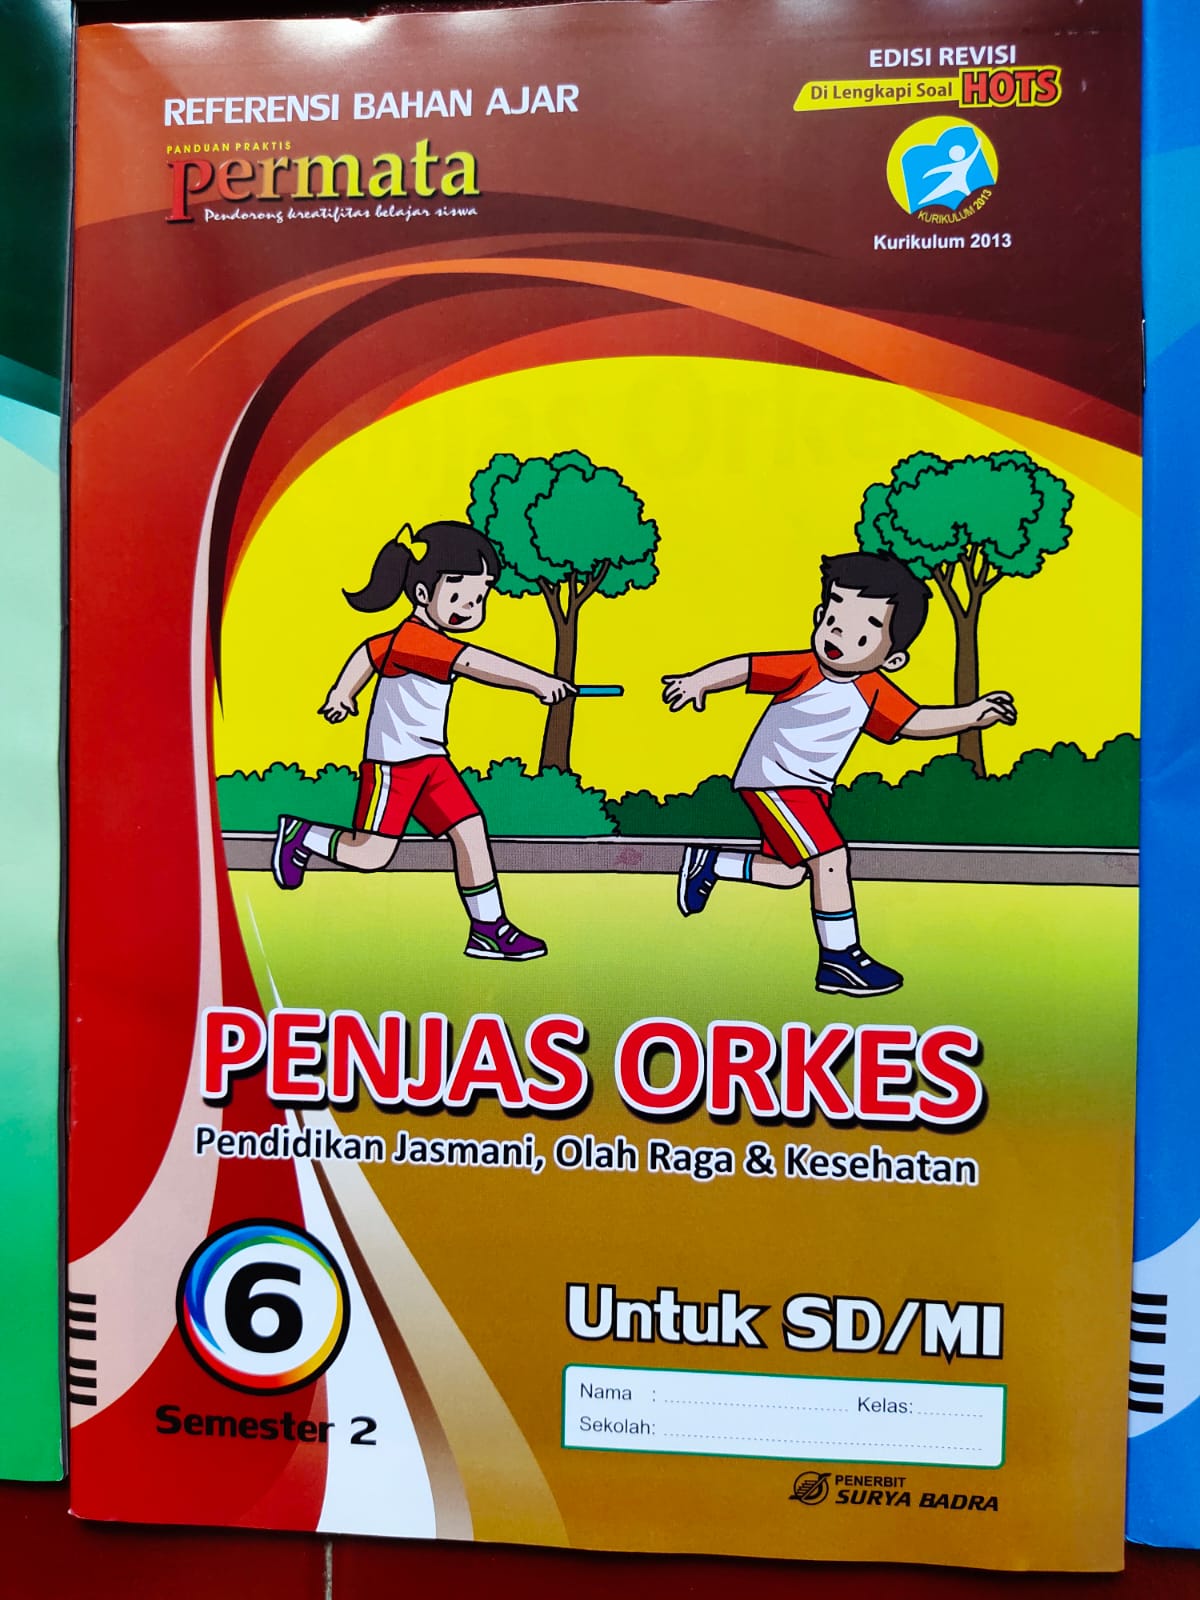 REFERENSI BAHAN AJAR
PANDUAN PRAKTIS
permata
Pendorong kreatifitas belajar siswa
EDISI REVISI
Di Lengkapi Soal HOTS
KURIKULUM 2013
Kurikulum 2013
PENJAS ORKES
Pendidikan Jasmani, Olah Raga & Kesehatan
6
Semester 2
Untuk SD/MI
Nama : .......................................... Kelas: ...............
Sekolah: ........................................................................
PENERBIT
SURYA BADRA